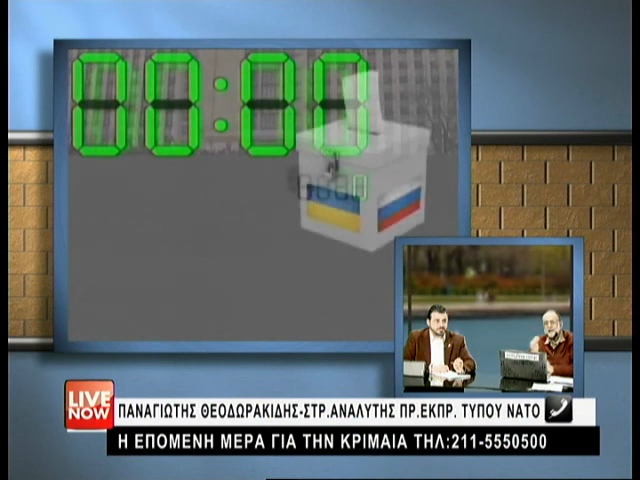 00:00
LIVE
NOW
ΠΑΝΑΓΙΩΤΗΣ ΘΕΟΔΩΡΑΚΙΔΗΣ-ΣΤΡ.ΑΝΑΛΥΤΗΣ ΠΡ.ΕΚΠΡ. ΤΥΠΟΥ ΝΑΤΟ
Η ΕΠΟΜΕΝΗ ΜΕΡΑ ΓΙΑ ΤΗΝ ΚΡΙΜΑΙΑ ΤΗΛ:211-5550500